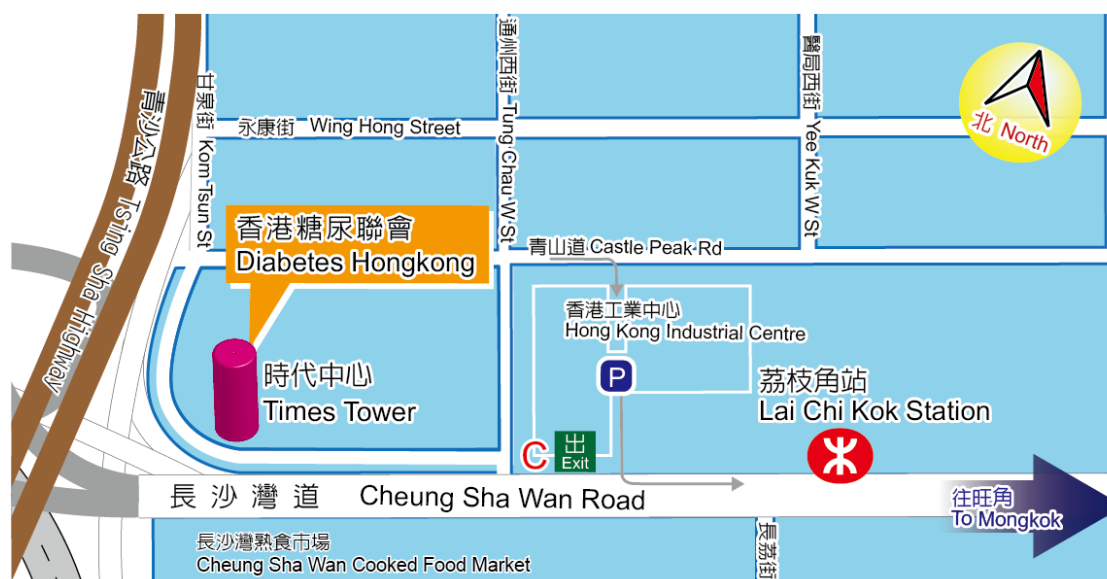 通州西街 Tung Chau W St
醫局西街 Yee Kuk W St
甘泉街 Kom Tsun St
永康街 Wing Hong Street
北 North
青沙公路 Tsing Sha Highway
香港糖尿聯會
Diabetes Hongkong
青山道 Castle Peak Rd
香港工業中心
Hong Kong Industrial Centre
P
時代中心
Times Tower
荔枝角站
Lai Chi Kok Station
C
出
Exit
長沙灣道 Cheung Sha Wan Road
往旺角
To Mongkok
長沙灣熟食市場
Cheung Sha Wan Cooked Food Market
長荔街